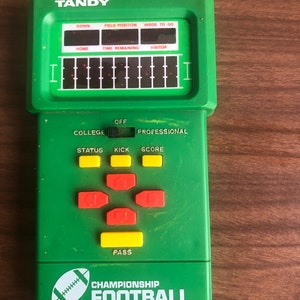 TANDY
DOWN FIELD POSITION YARDS TO GO
HOME TIME REMAINING VISITOR
OFF
COLLEGE PROFESSIONAL
STATUS KICK SCORE
PASS
CHAMPIONSHIP
FOOTBALL